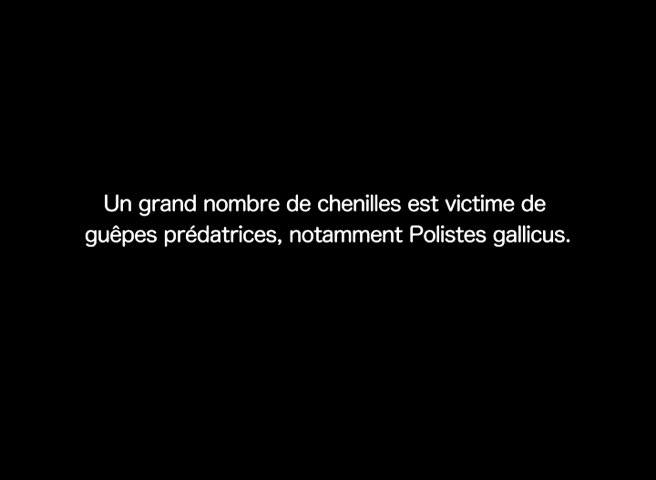 Un grand nombre de chenilles est victime de
guêpes prédatrices, notamment Polistes gallicus.